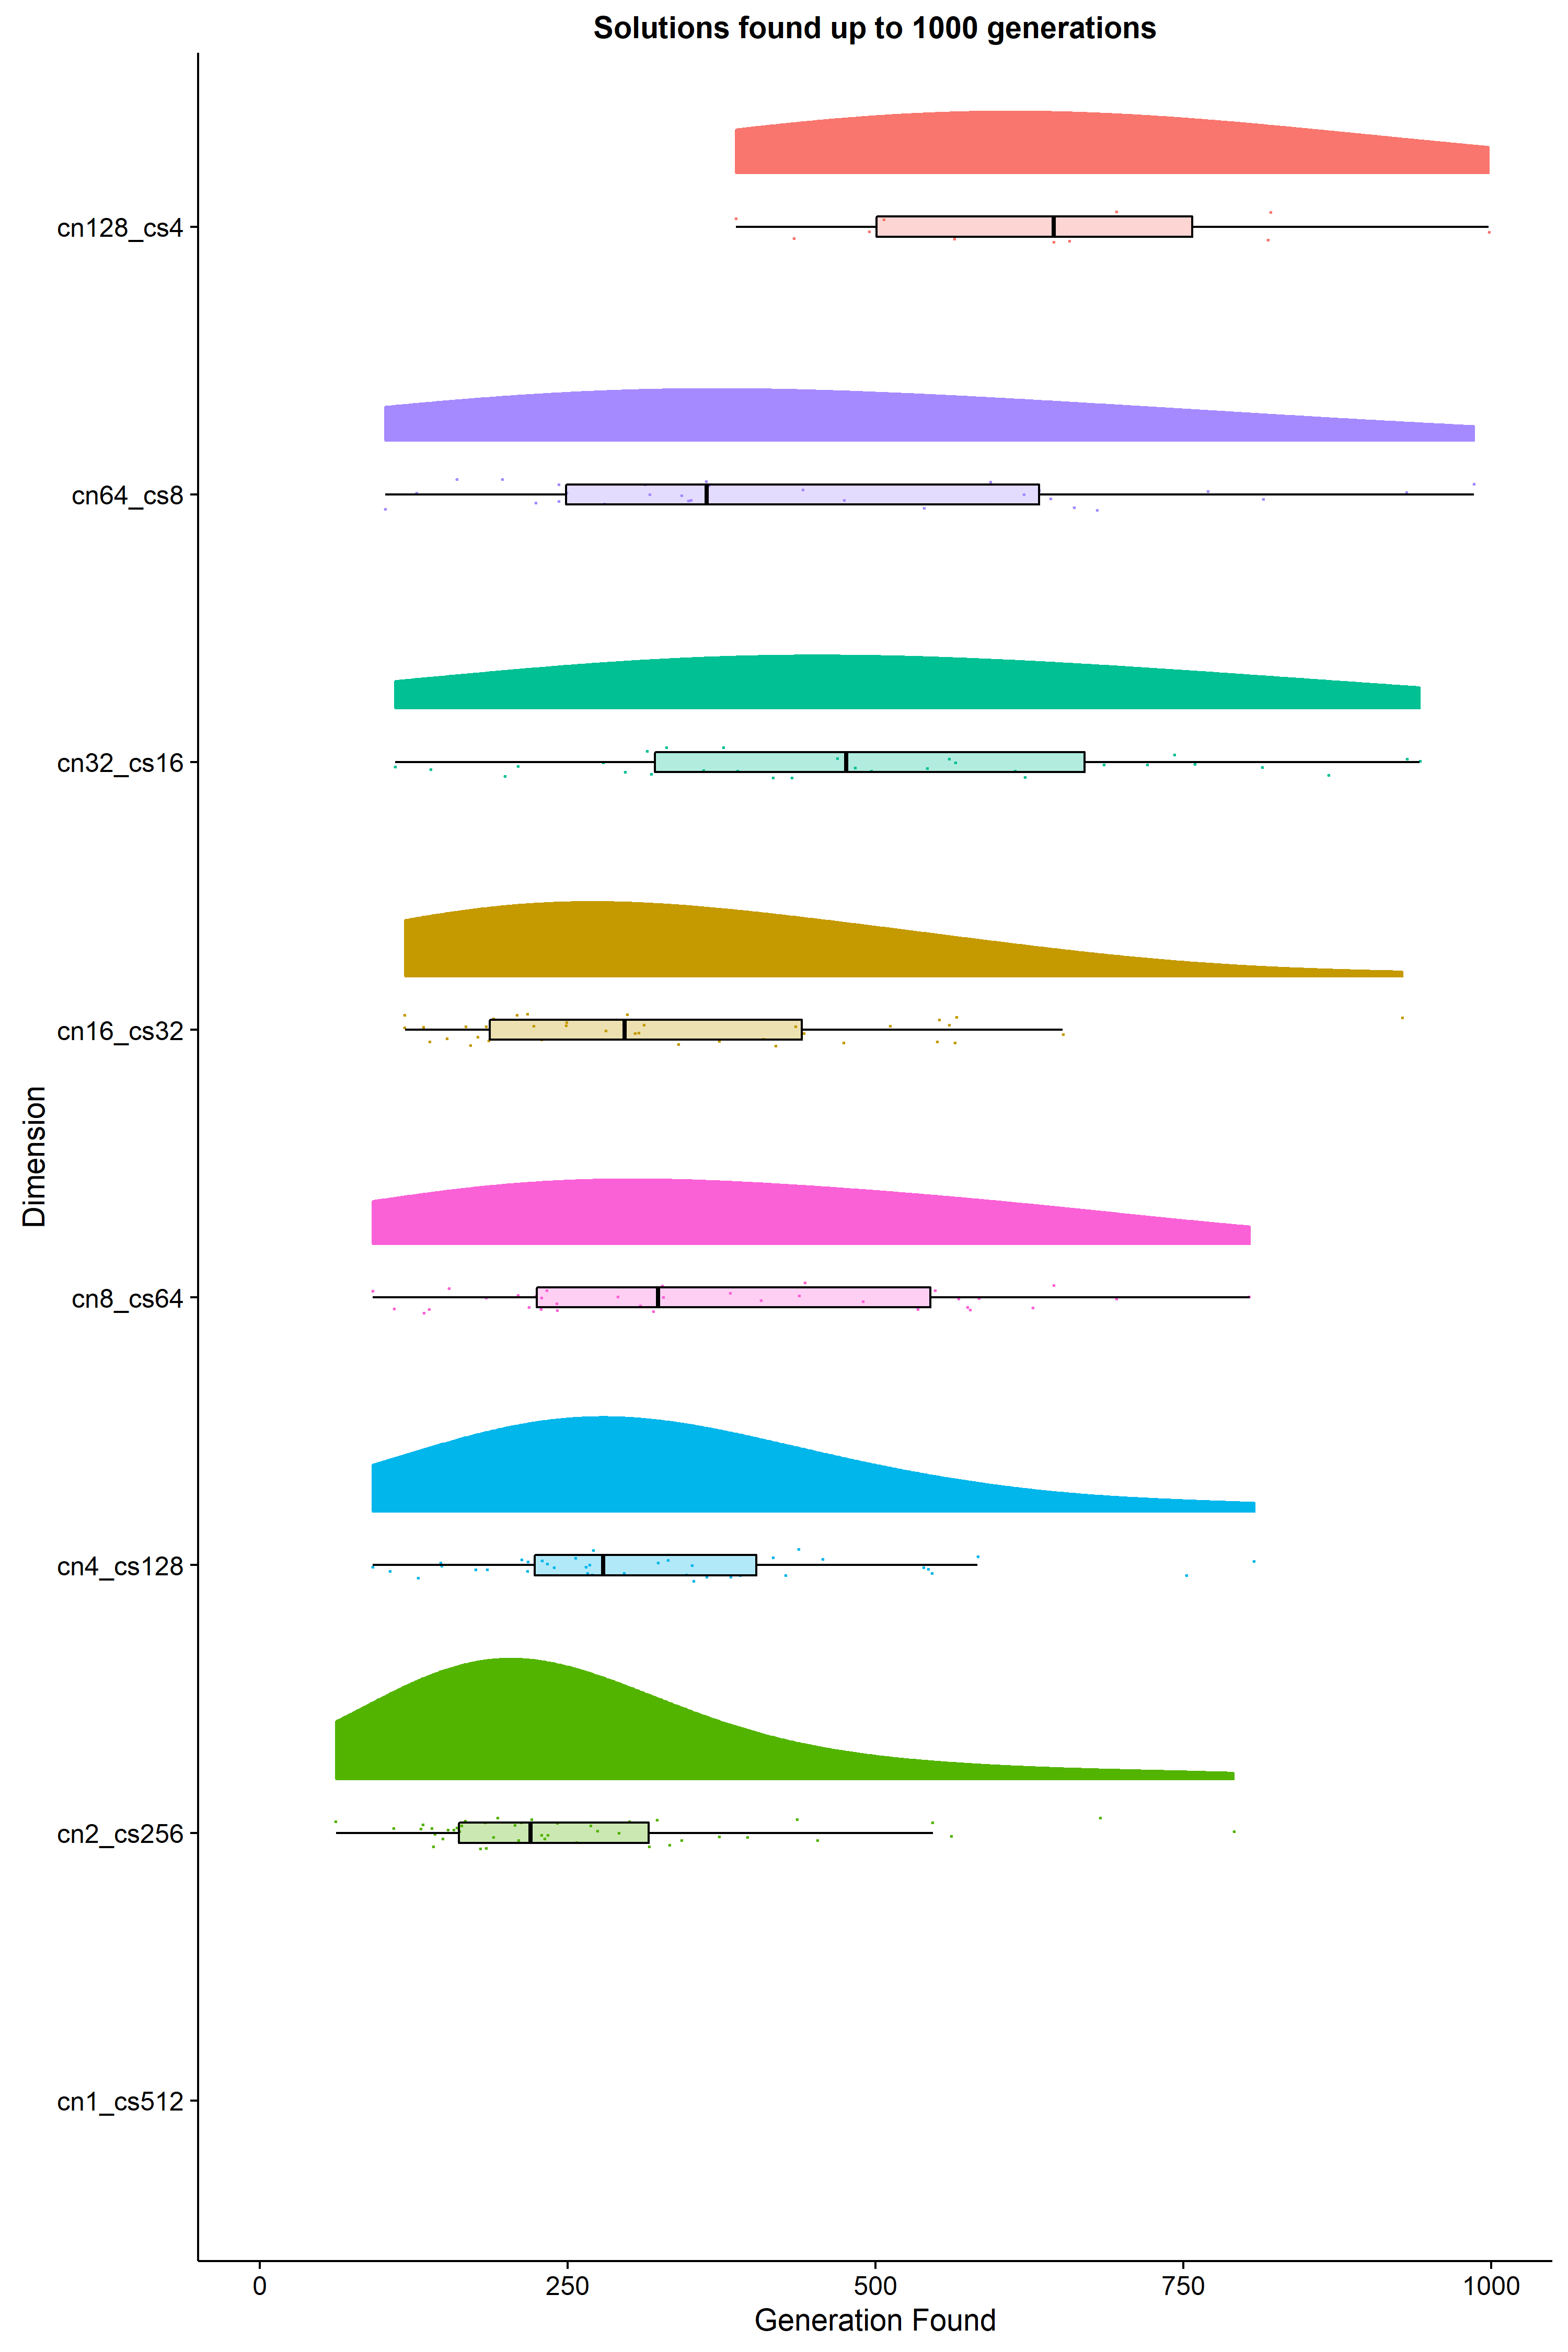 Solutions found up to 1000 generations
cn128_cs4
cn64_cs8
cn32_cs16
cn16_cs32
Dimension
cn8_cs64
cn4_cs128
cn2_cs256
cn1_cs512
0 250 500 750 1000
Generation Found